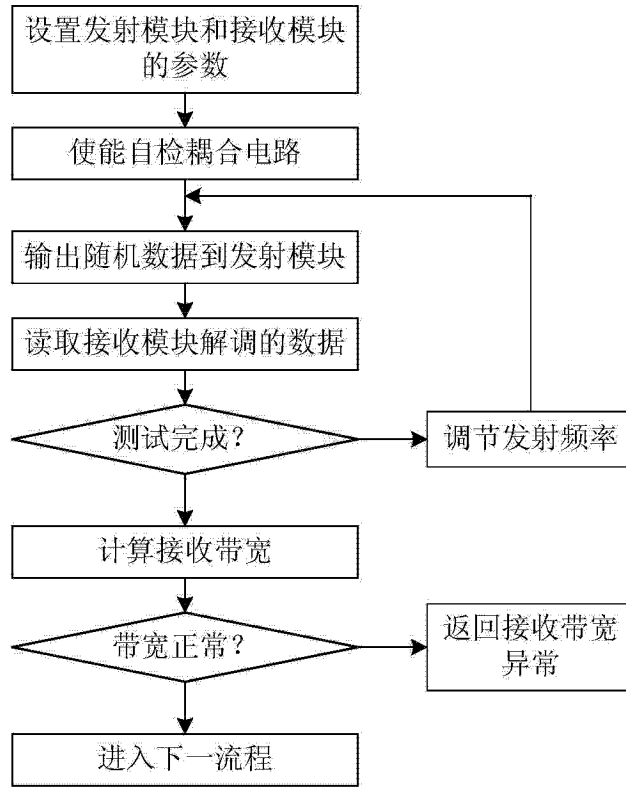 设置发射模块和接收模块
的参数
使能自检耦合电路
输出随机数据到发射模块
读取接收模块解调的数据
测试完成?
调节发射频率
计算接收带宽
带宽正常?
返回接收带宽
异常
进入下一流程